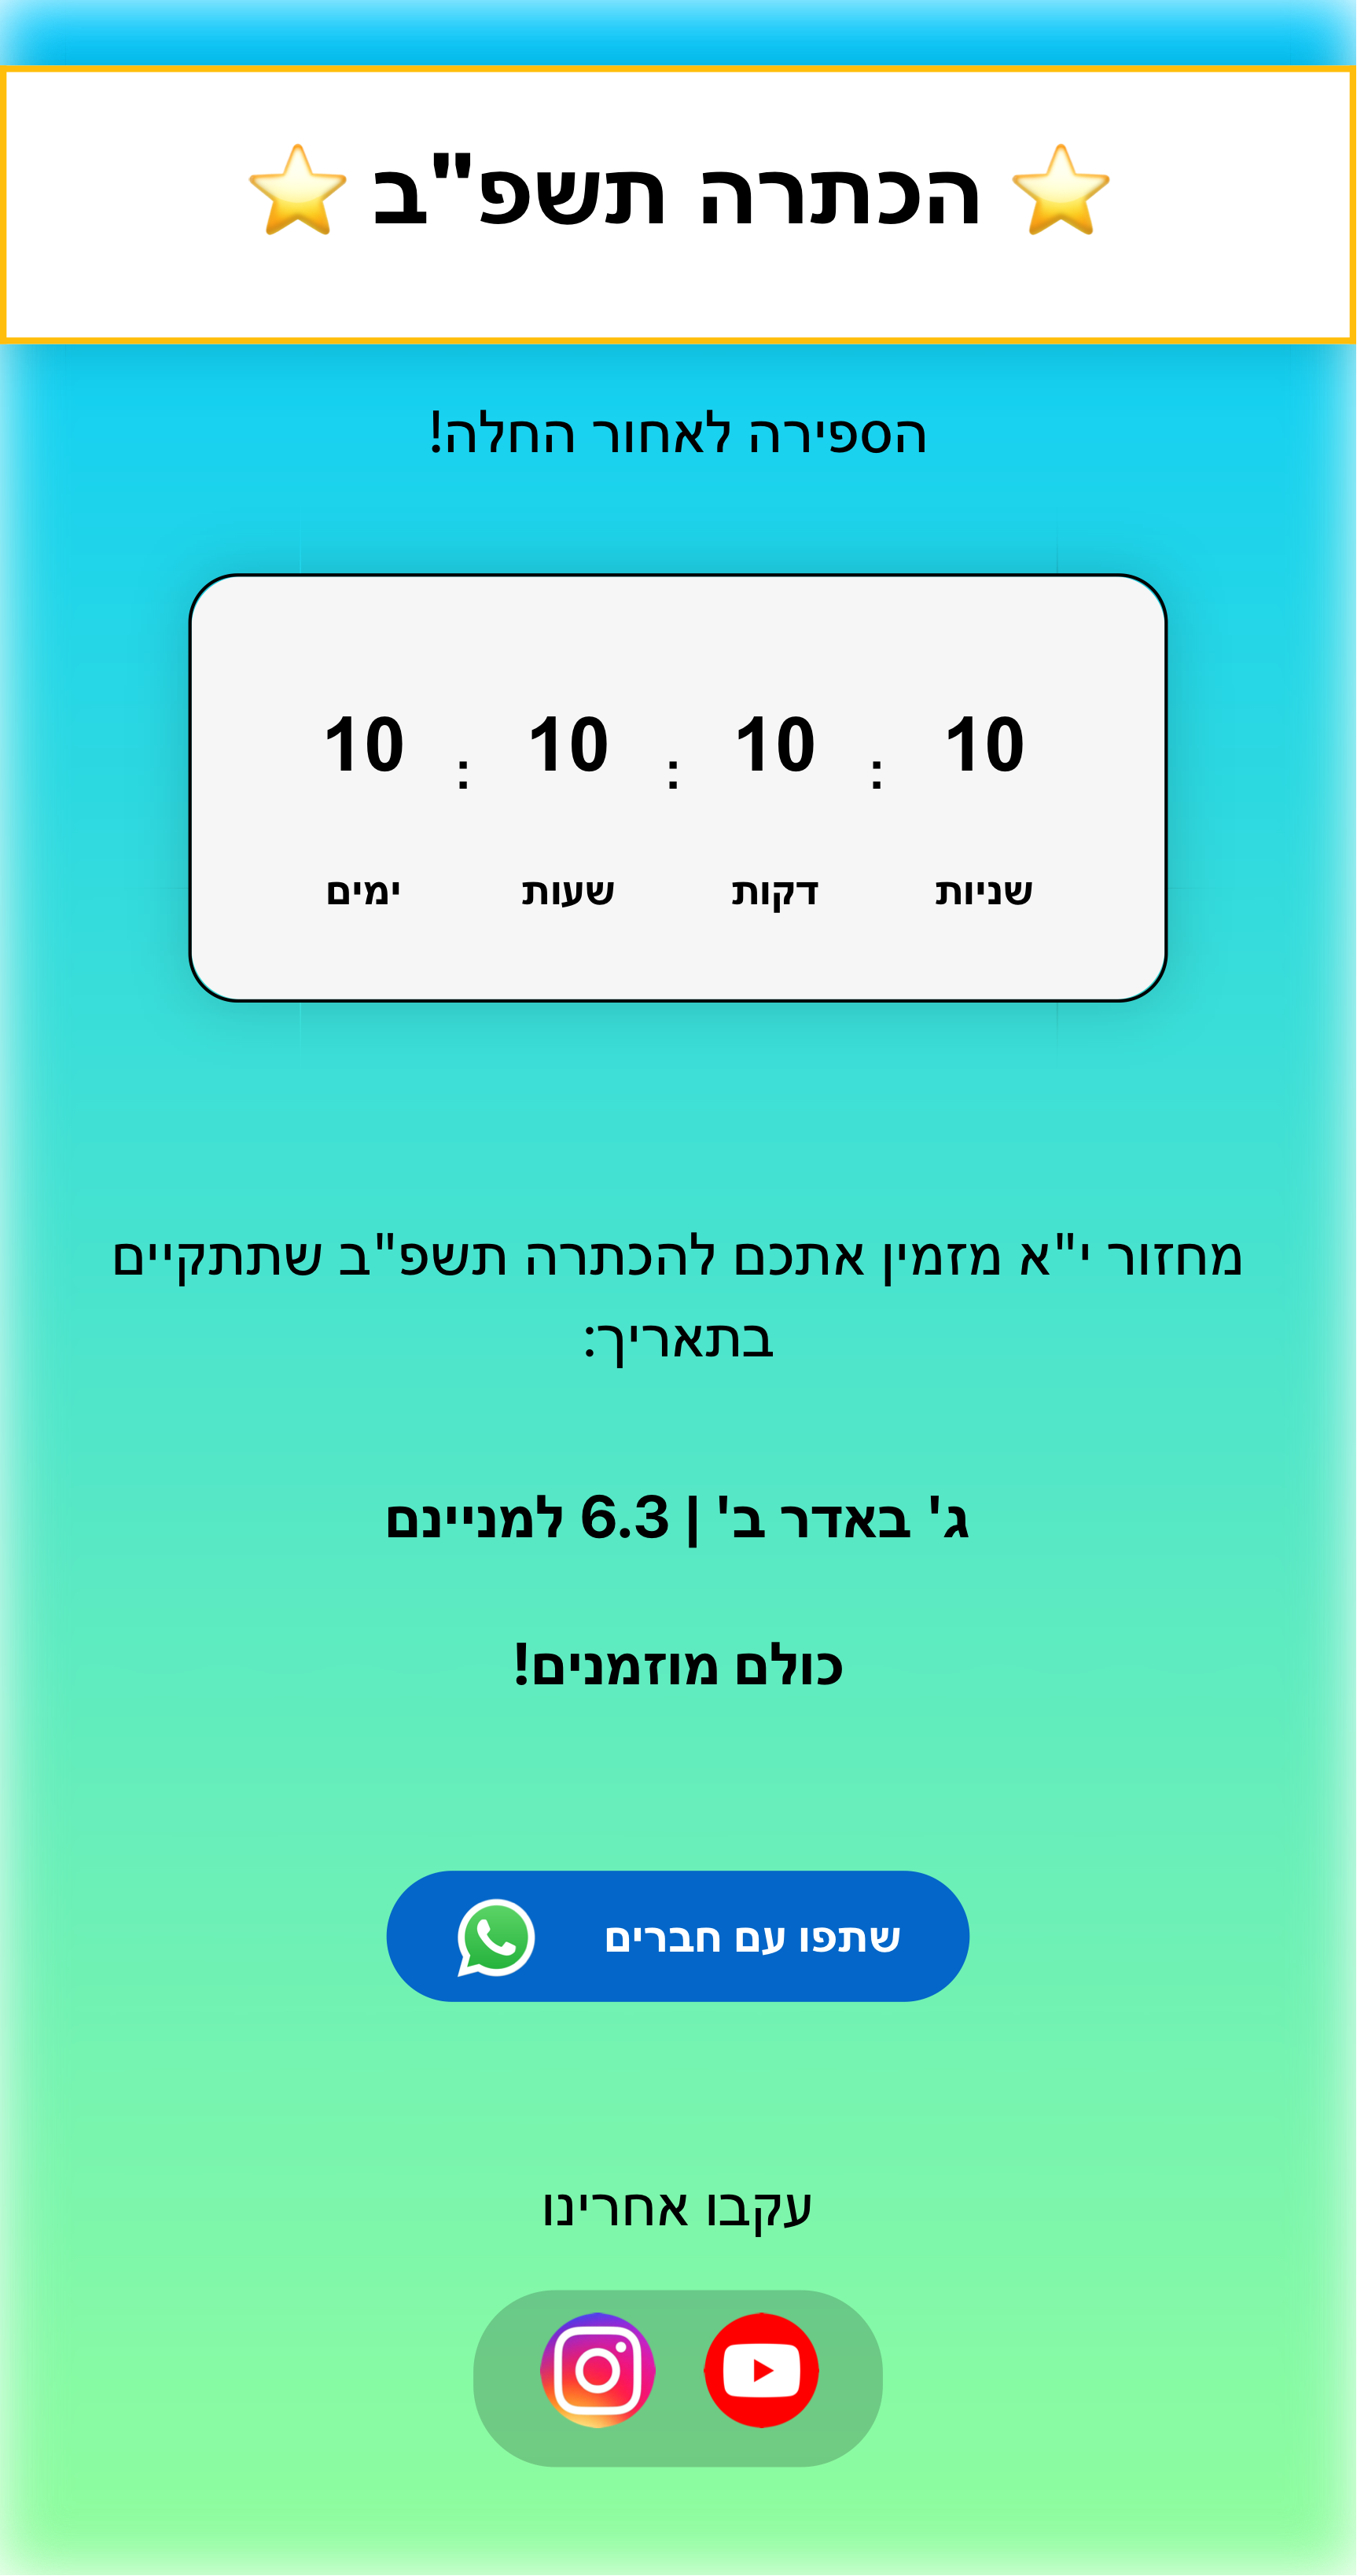 ⭐ הכתרה תשפ"ב ⭐
הספירה לאחור החלה!
10 : 10 : 10 : 10
ימים שעות דקות שניות
מחזור י"א מזמין אתכם להכתרה תשפ"ב שתתקיים
בתאריך:
ג' באדר ב' | 6.3 למניינם
כולם מוזמנים!
שתפו עם חברים
עקבו אחרינו